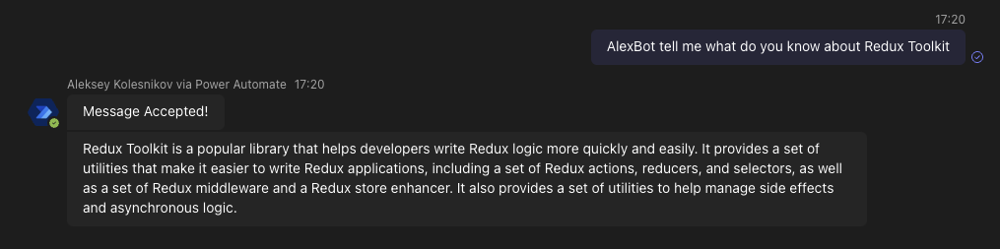 17:20
AlexBot tell me what do you know about Redux Toolkit
Aleksey Kolesnikov via Power Automate 17:20
Message Accepted!
Redux Toolkit is a popular library that helps developers write Redux logic more quickly and easily. It provides a set of
utilities that make it easier to write Redux applications, including a set of Redux actions, reducers, and selectors, as well
as a set of Redux middleware and a Redux store enhancer. It also provides a set of utilities to help manage side effects
and asynchronous logic.